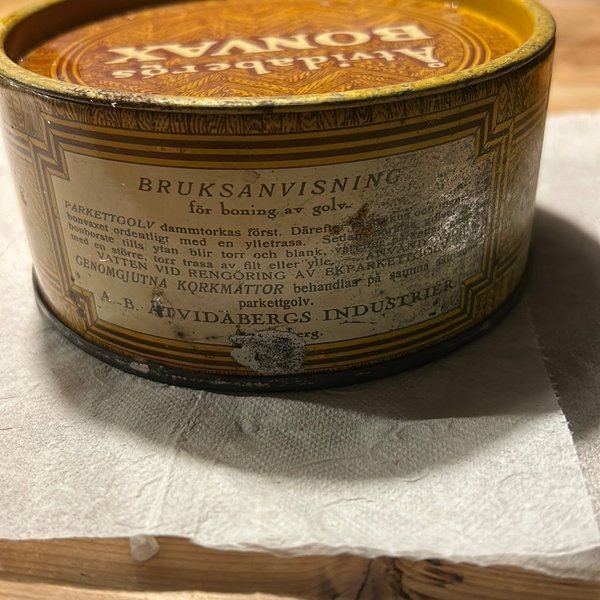 Åtvidabergs
BONVAX
BRUKSANVISNING
för boning av golv.
PARKETTGOLV dammtorkas först.
bonvaxet ordentligt med en ylletrasa.
bonborste tills ytan blir torr och blank,
med en större, torr trasa av filt eller ylle.
VATTEN VID RENGÖRING AV EKPARKETTGOLV
GENOMGJUTNA KORKMATTOR behandlas på samma sätt
parkettgolv.
A.-B. ÅTVIDABERGS INDUSTRIER